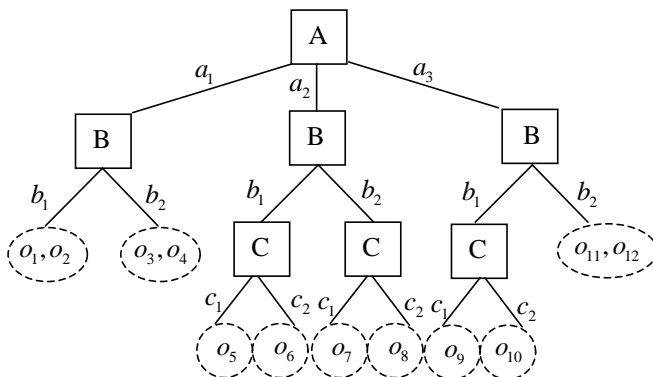 A
a₁ a₂ a₃
B B B
b₁ b₂ b₁ b₂ b₁ b₂
o₁, o₂ o₃, o₄ C C C o₁₁, o₁₂
c₁ c₂ c₁ c₂ c₁ c₂
o₅ o₆ o₇ o₈ o₉ o₁₀